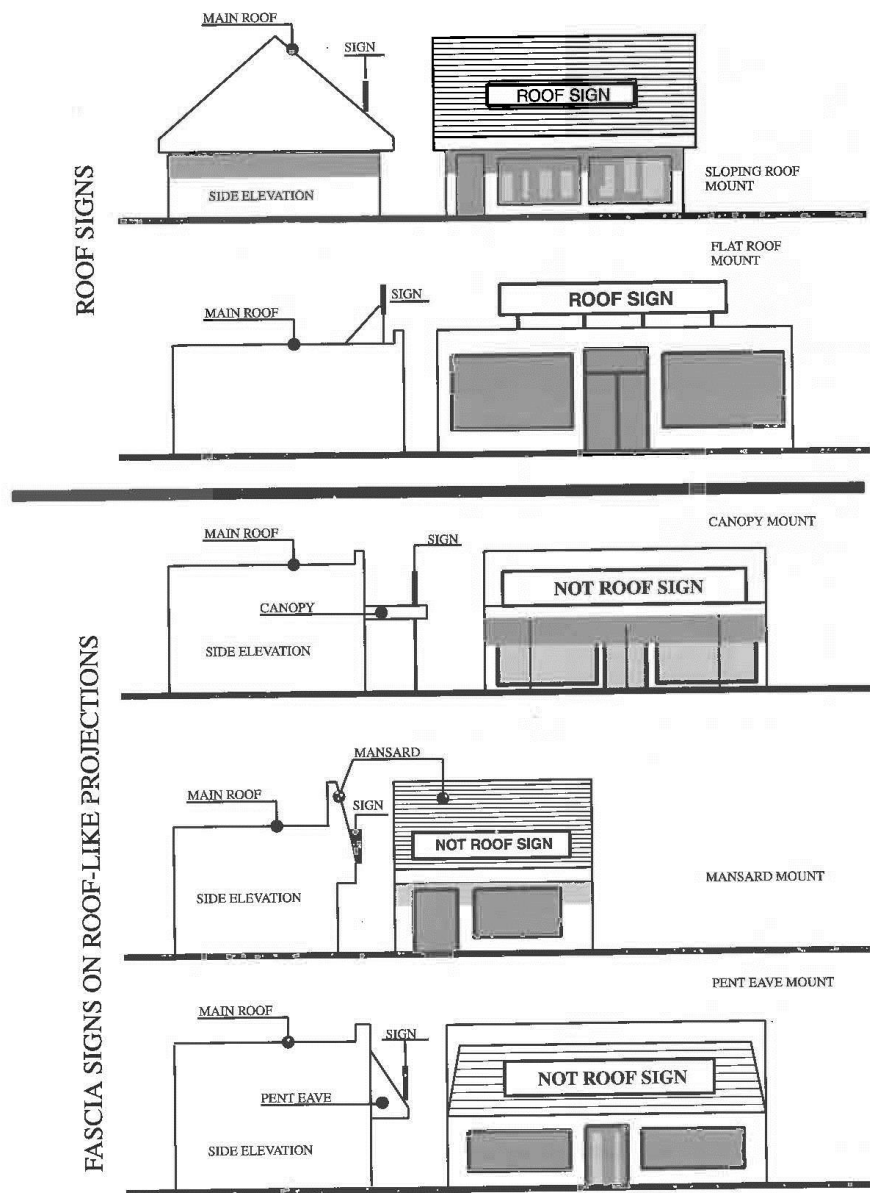 ROOF SIGNS
MAIN ROOF
SIGN
ROOF SIGN
SIDE ELEVATION
SLOPING ROOF
MOUNT
FLAT ROOF
MOUNT
SIGN
MAIN ROOF
ROOF SIGN
FASCIA SIGNS ON ROOF-LIKE PROJECTIONS
CANOPY MOUNT
MAIN ROOF
SIGN
NOT ROOF SIGN
CANOPY
SIDE ELEVATION
MANSARD
MAIN ROOF
SIGN
NOT ROOF SIGN
SIDE ELEVATION
MANSARD MOUNT
PENT EAVE MOUNT
MAIN ROOF
SIGN
NOT ROOF SIGN
PENT EAVE
SIDE ELEVATION